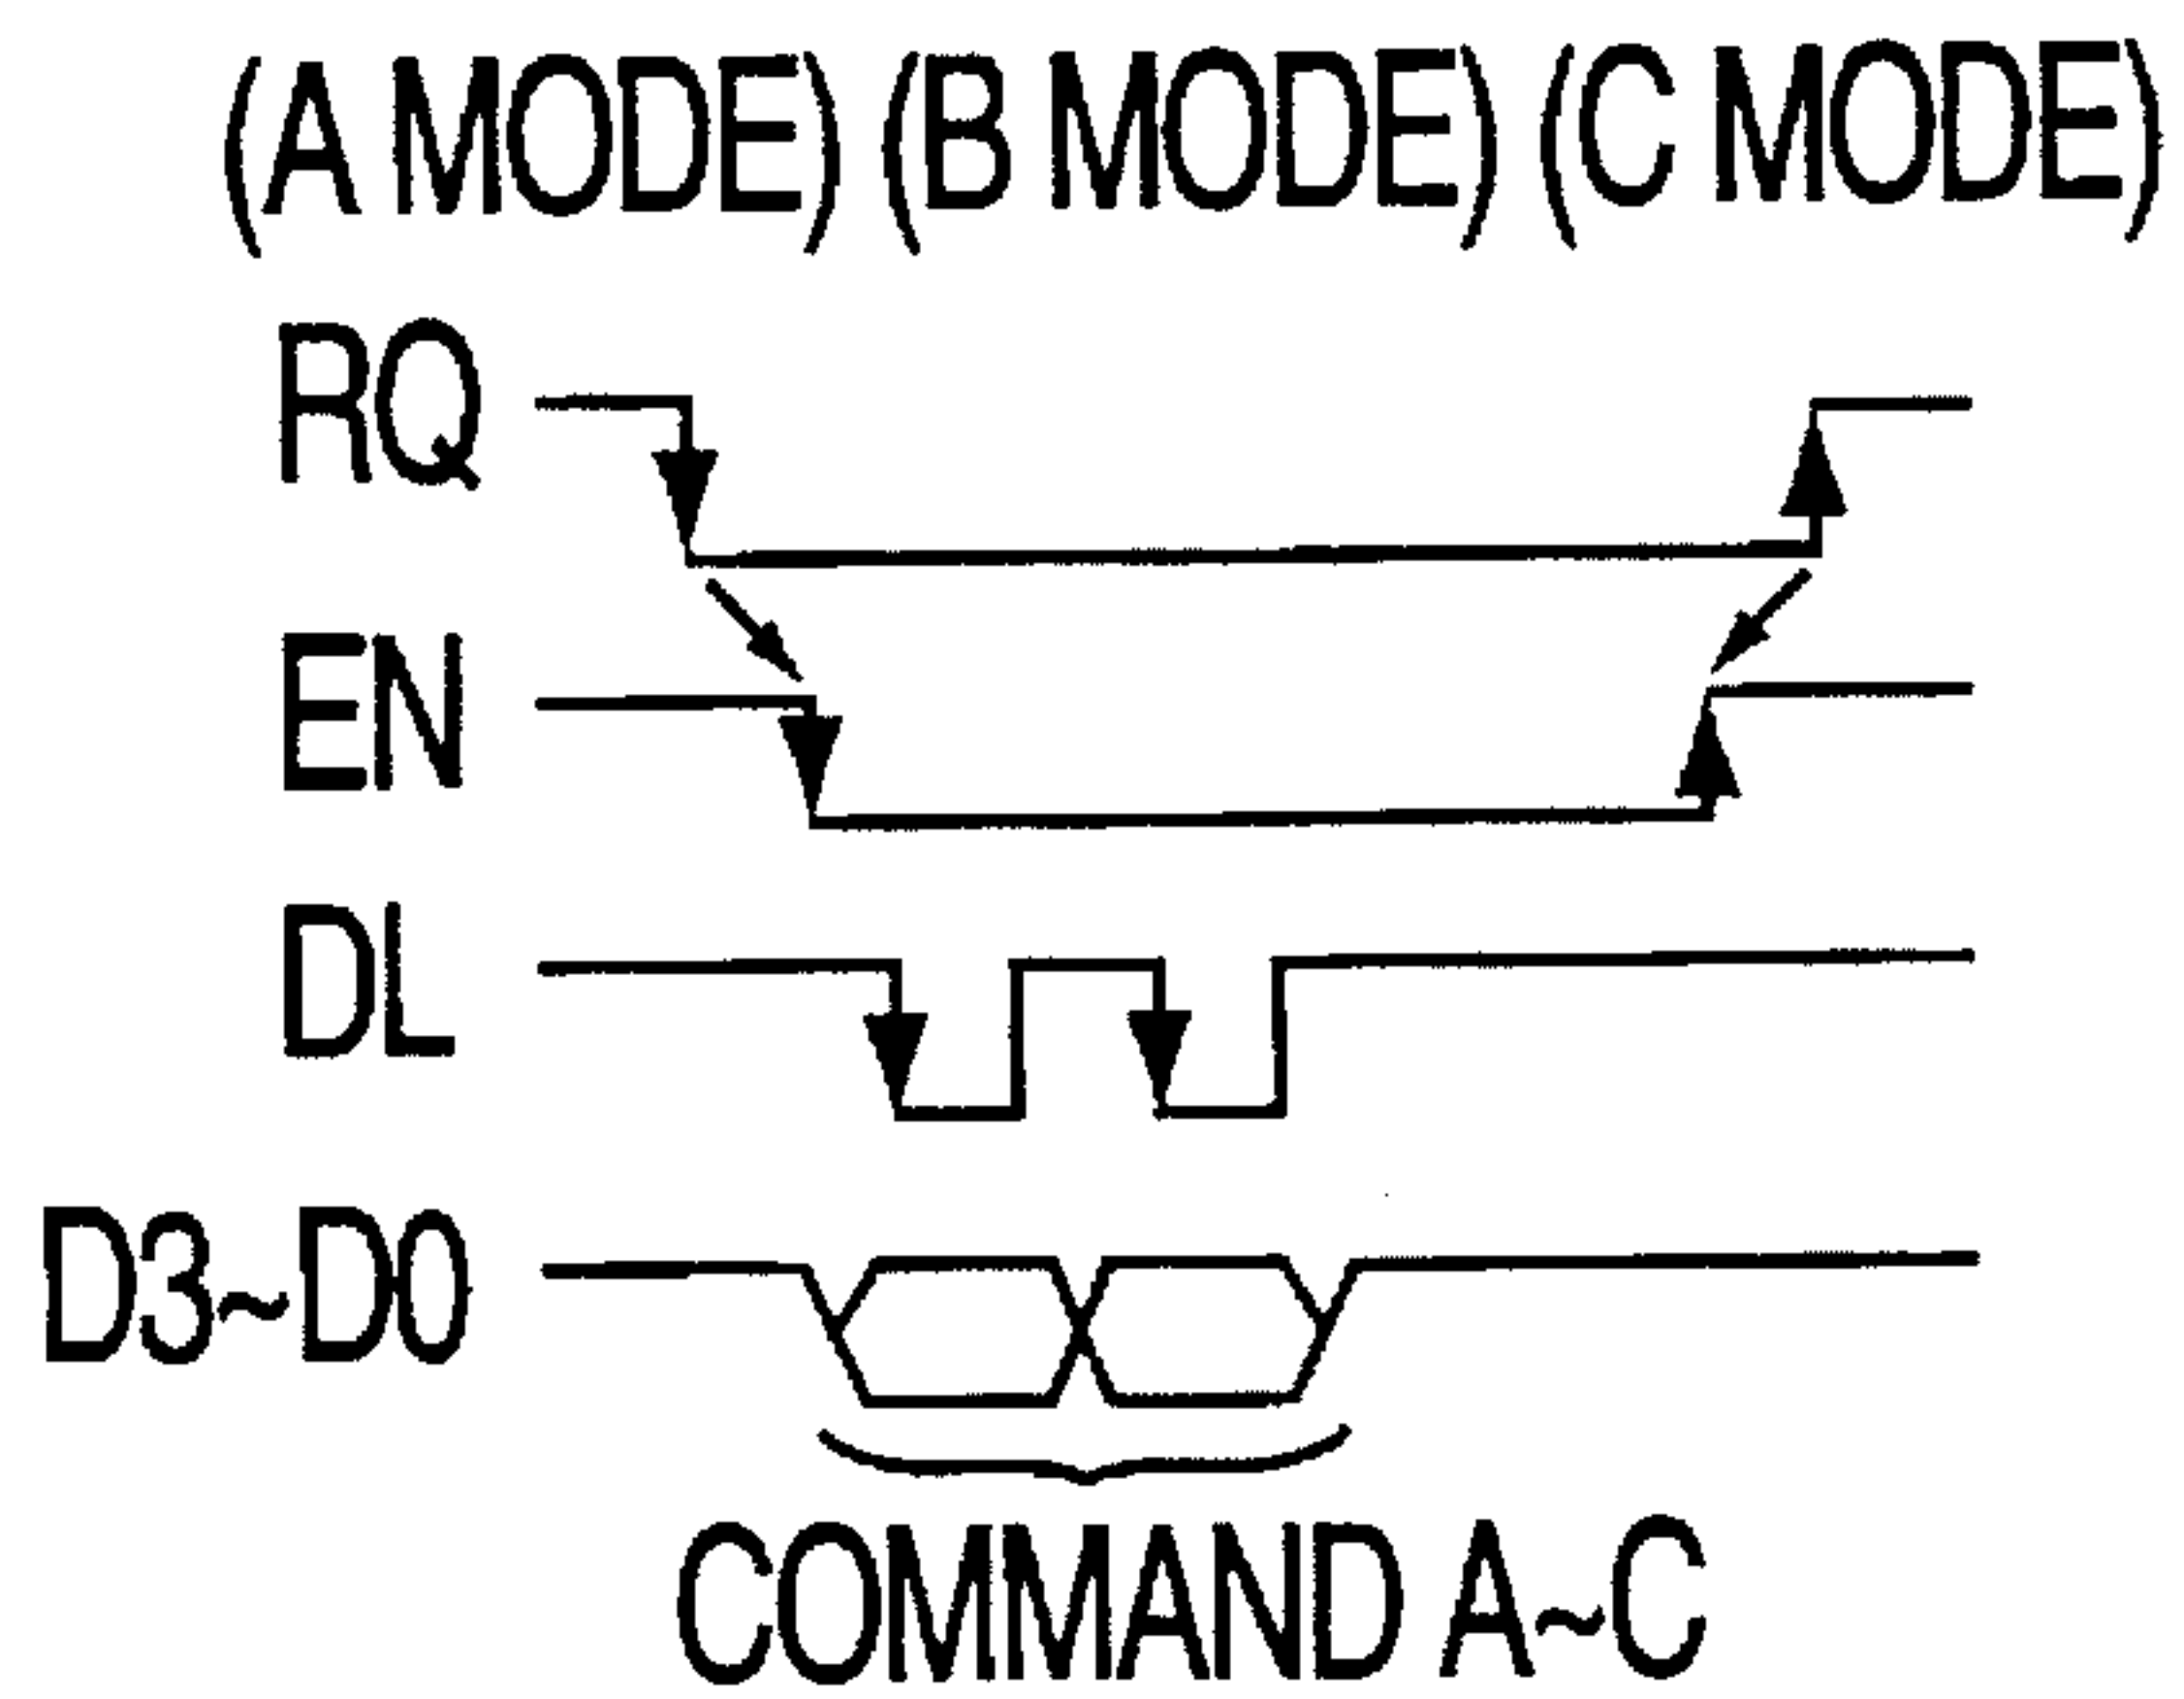 (A MODE) (B MODE) (C MODE)
RQ
EN
DL
D3~D0
COMMAND A~C